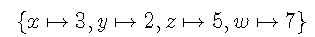 {x ↦ 3, y ↦ 2, z ↦ 5, w ↦ 7}